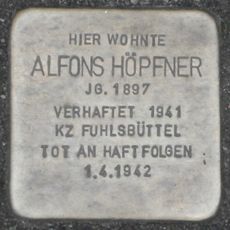 HIER WOHNTE
ALFONS HÖPFNER
JG. 1897
VERHAFTET 1941
KZ FUHLSBÜTTEL
TOT AN HAFTFOLGEN
1.4.1942